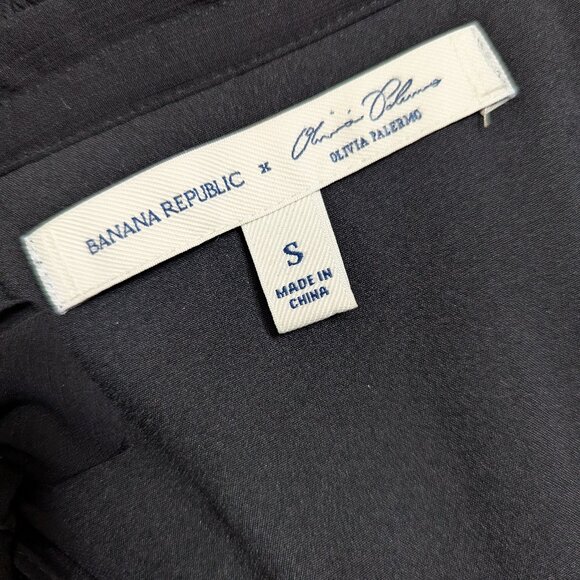 BANANA REPUBLIC x Olivia Palermo
OLIVIA PALERMO
S
MADE IN
CHINA